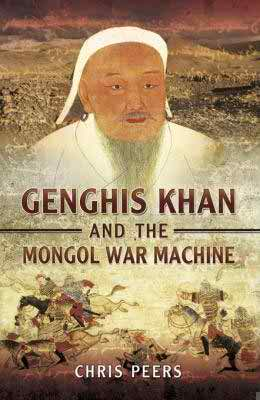 GENGHIS KHAN
AND THE
MONGOL WAR MACHINE
CHRIS PEERS